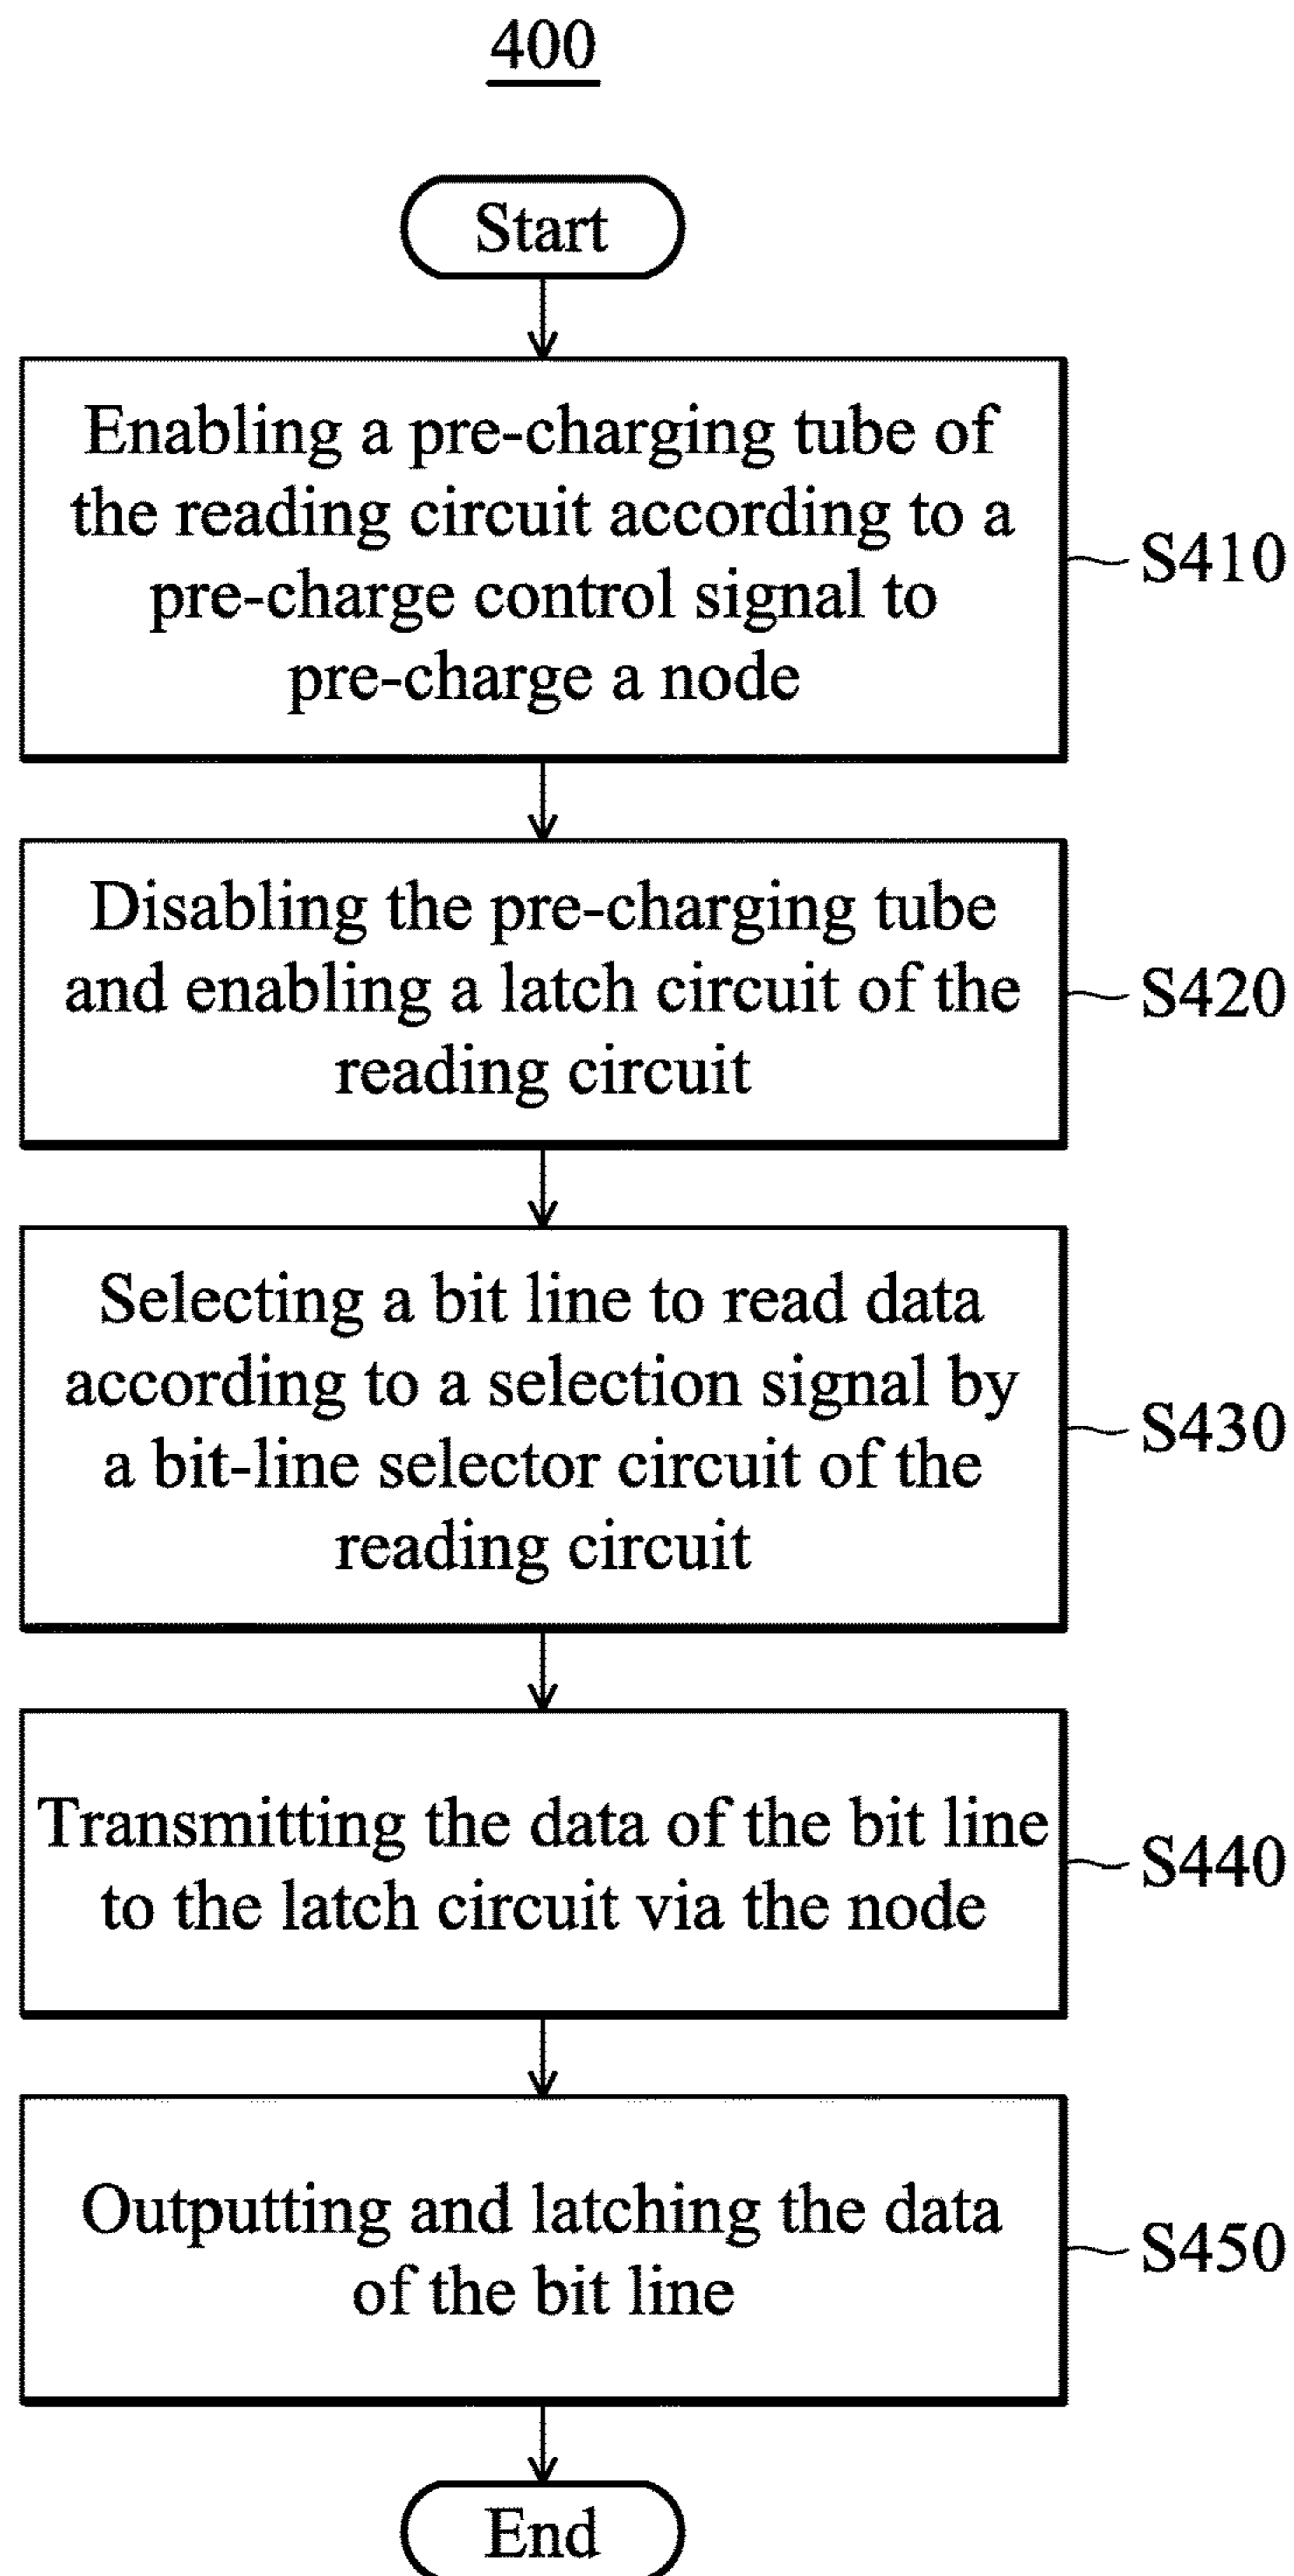 400
Start
Enabling a pre-charging tube of
the reading circuit according to a
pre-charge control signal to
pre-charge a node
S410
Disabling the pre-charging tube
and enabling a latch circuit of the
reading circuit
S420
Selecting a bit line to read data
according to a selection signal by
a bit-line selector circuit of the
reading circuit
S430
Transmitting the data of the bit line
to the latch circuit via the node
S440
Outputting and latching the data
of the bit line
S450
End